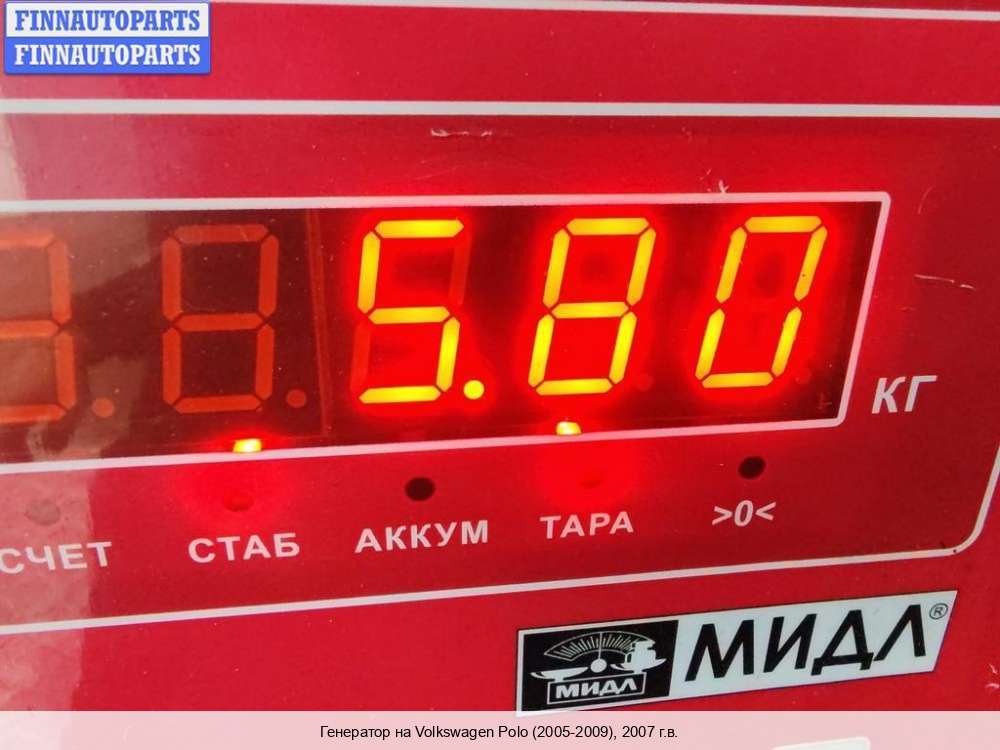 FINNAUTOPARTS
FINNAUTOPARTS
5.80
КГ
СЧЕТ СТАБ АККУМ ТАРА >0<
МИДЛ МИДЛ®
Генератор на Volkswagen Polo (2005-2009), 2007 г.в.